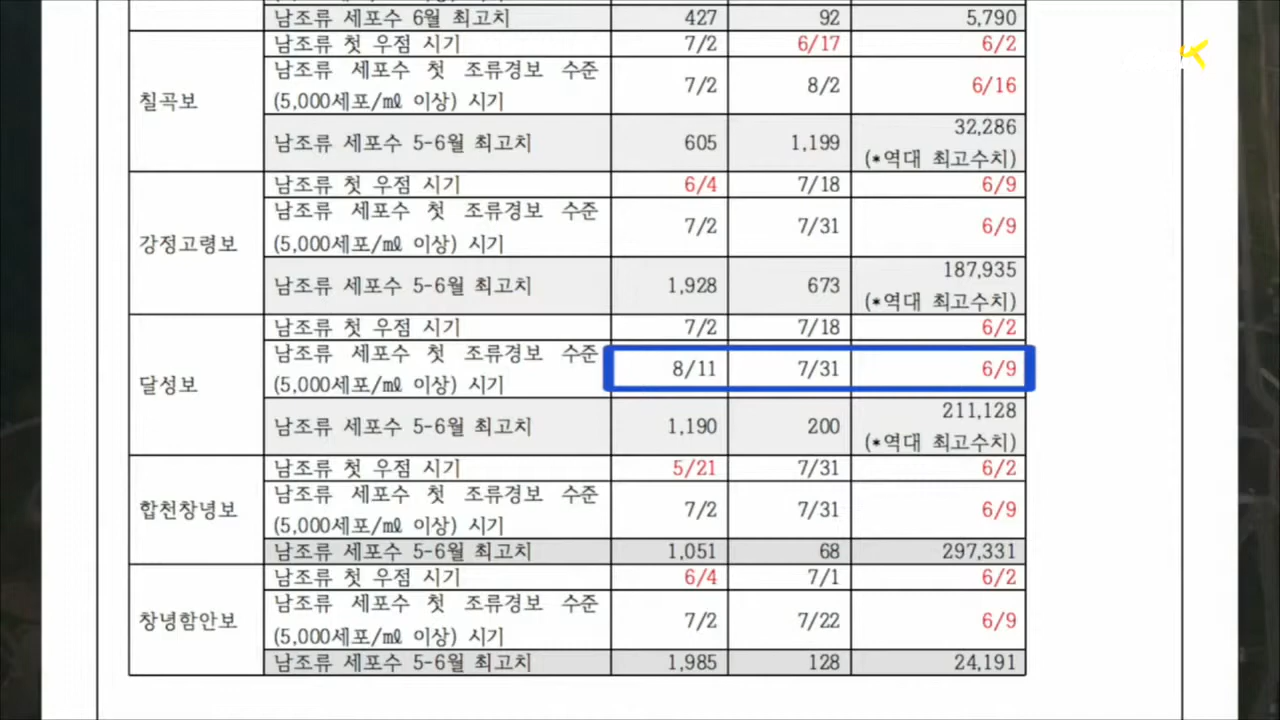 남조류 세포수 6월 최고치 427 92 5,790
칠곡보
남조류 첫 우점 시기 7/2 6/17 6/2
남조류 세포수 첫 조류경보 수준
(5,000세포/㎖ 이상) 시기 7/2 8/2 6/16
남조류 세포수 5-6월 최고치 605 1,199 32,286
(*역대 최고수치)
강정고령보
남조류 첫 우점 시기 6/4 7/18 6/9
남조류 세포수 첫 조류경보 수준
(5,000세포/㎖ 이상) 시기 7/2 7/31 6/9
남조류 세포수 5-6월 최고치 1,928 673 187,935
(*역대 최고수치)
달성보
남조류 첫 우점 시기 7/2 7/18 6/2
남조류 세포수 첫 조류경보 수준
(5,000세포/㎖ 이상) 시기 8/11 7/31 6/9
남조류 세포수 5-6월 최고치 1,190 200 211,128
(*역대 최고수치)
합천창녕보
남조류 첫 우점 시기 5/21 7/31 6/2
남조류 세포수 첫 조류경보 수준
(5,000세포/㎖ 이상) 시기 7/2 7/31 6/9
남조류 세포수 5-6월 최고치 1,051 68 297,331
창녕함안보
남조류 첫 우점 시기 6/4 7/1 6/2
남조류 세포수 첫 조류경보 수준
(5,000세포/㎖ 이상) 시기 7/2 7/22 6/9
남조류 세포수 5-6월 최고치 1,985 128 24,191